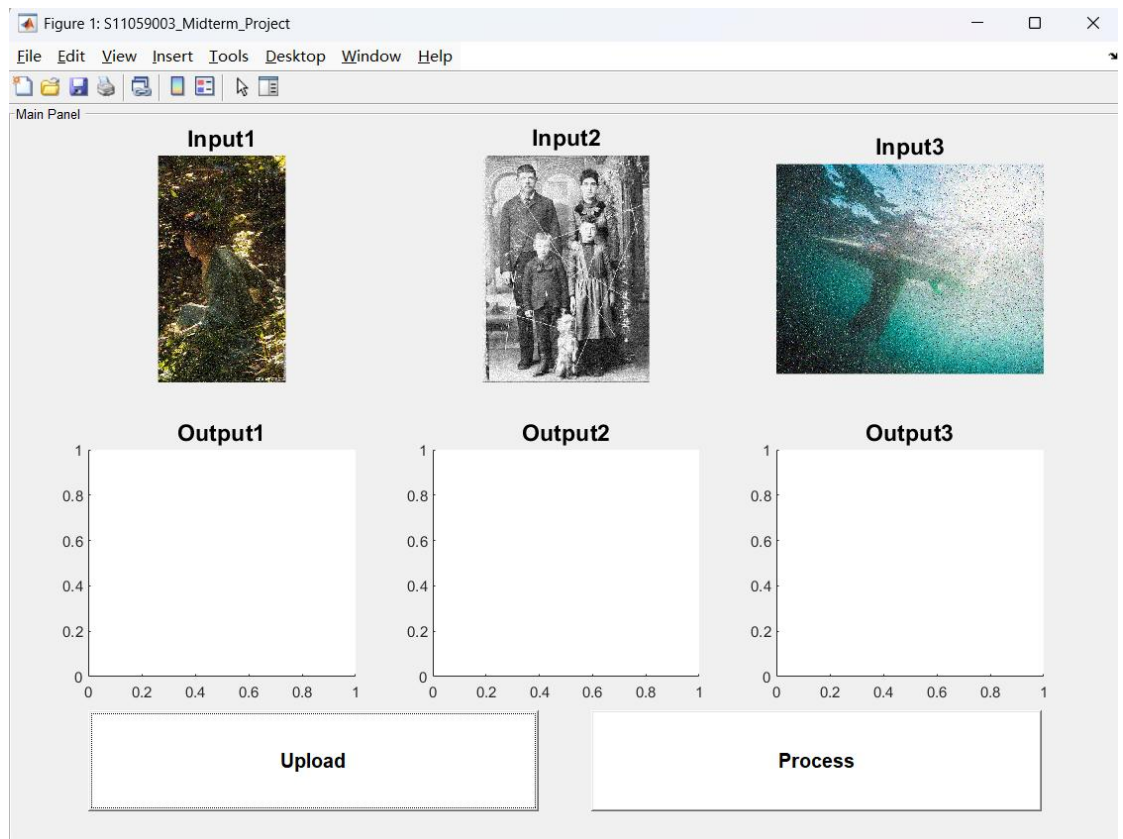 Figure 1: S11059003_Midterm_Project
File Edit View Insert Tools Desktop Window Help
Main Panel
Input1 Input2 Input3
Output1 Output2 Output3
1 1 1
0.8 0.8 0.8
0.6 0.6 0.6
0.4 0.4 0.4
0.2 0.2 0.2
0 0 0
0 0.2 0.4 0.6 0.8 1 0 0.2 0.4 0.6 0.8 1 0 0.2 0.4 0.6 0.8 1
Upload Process